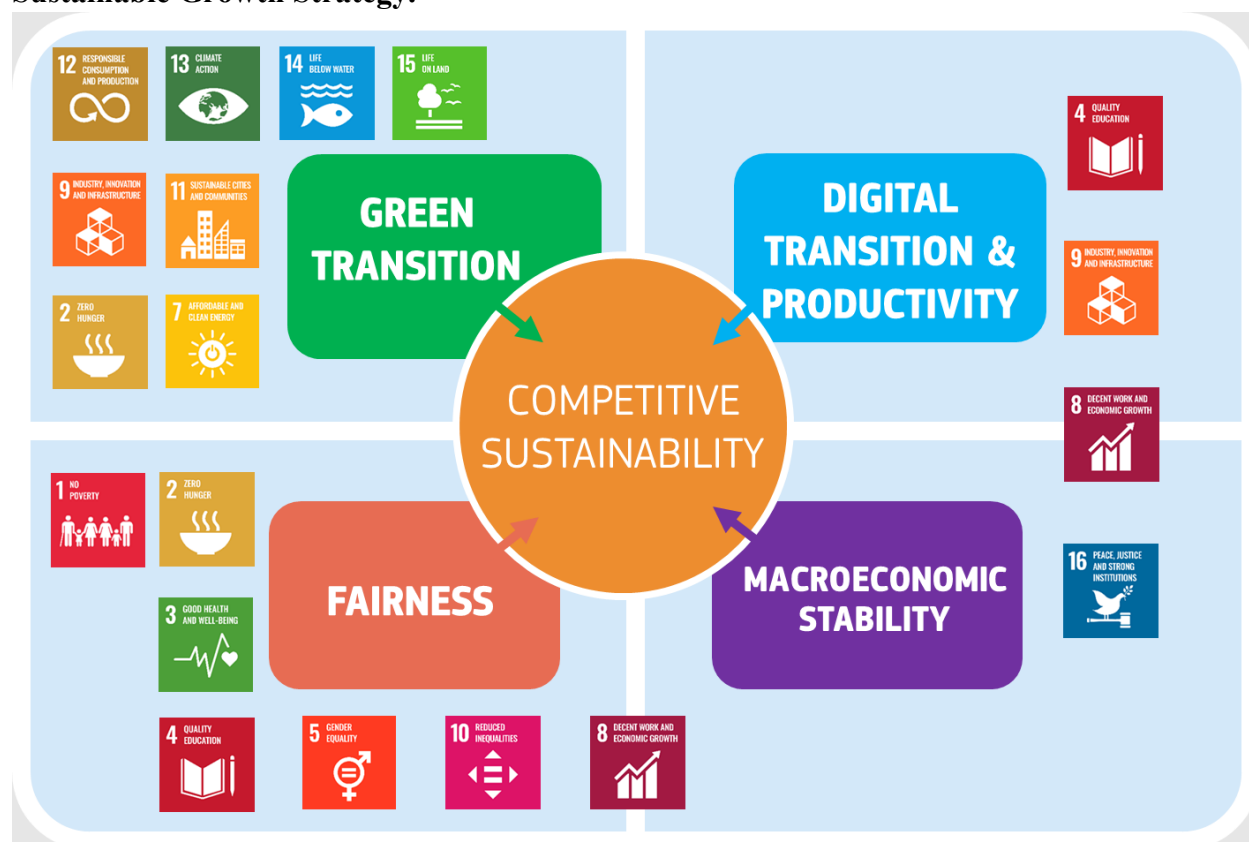 Sustainable Growth Strategy.
12 RESPONSIBLE
CONSUMPTION
AND PRODUCTION
13 CLIMATE
ACTION
14 LIFE
BELOW WATER
15 LIFE
ON LAND
9 INDUSTRY, INNOVATION
AND INFRASTRUCTURE
11 SUSTAINABLE CITIES
AND COMMUNITIES
2 ZERO
HUNGER
7 AFFORDABLE AND
CLEAN ENERGY
GREEN
TRANSITION
DIGITAL
TRANSITION &
PRODUCTIVITY
4 QUALITY
EDUCATION
9 INDUSTRY, INNOVATION
AND INFRASTRUCTURE
8 DECENT WORK AND
ECONOMIC GROWTH
COMPETITIVE
SUSTAINABILITY
1 NO
POVERTY
2 ZERO
HUNGER
3 GOOD HEALTH
AND WELL-BEING
FAIRNESS
4 QUALITY
EDUCATION
5 GENDER
EQUALITY
10 REDUCED
INEQUALITIES
8 DECENT WORK AND
ECONOMIC GROWTH
MACROECONOMIC
STABILITY
16 PEACE, JUSTICE
AND STRONG
INSTITUTIONS